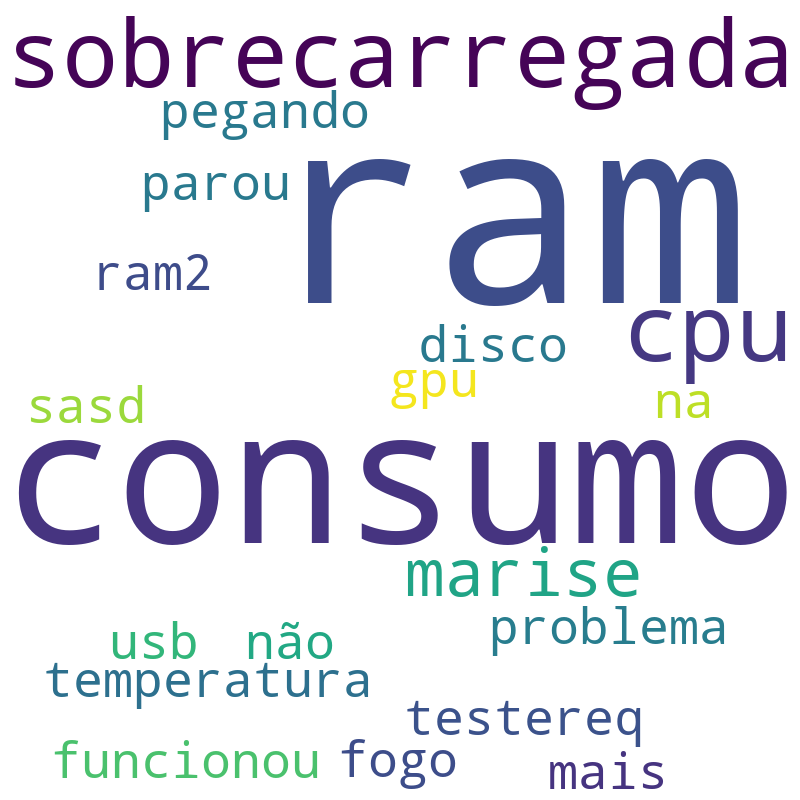 sobrecarregada
pegando
ram
parou
ram2
cpu
disco
gpu
na
sasd
consumo
marise
problema
usb não
temperatura
testereq
funcionou fogo
mais